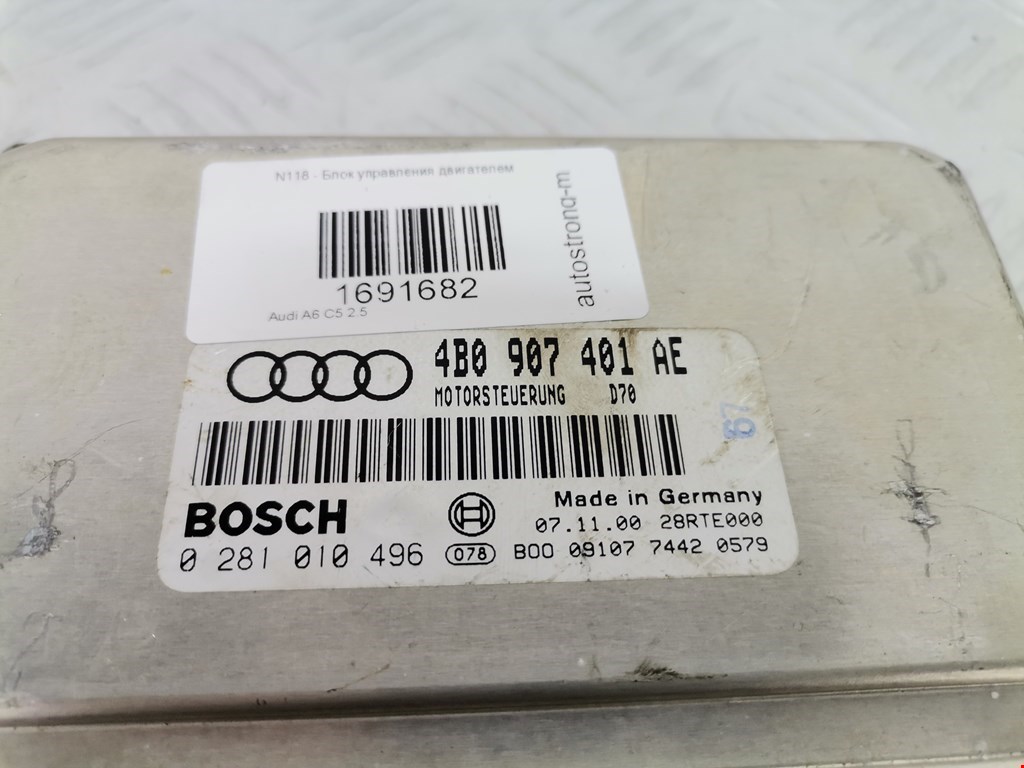 N118 - Блок управления двигателем
1691682
Audi A6 C5 2.5
autostrong-m
4B0 907 401 AE
MOTORSTEUERUNG D70
67
BOSCH
Made in Germany
07.11.00 28RTE000
0 281 010 496 078 B00 09107 7442 0579